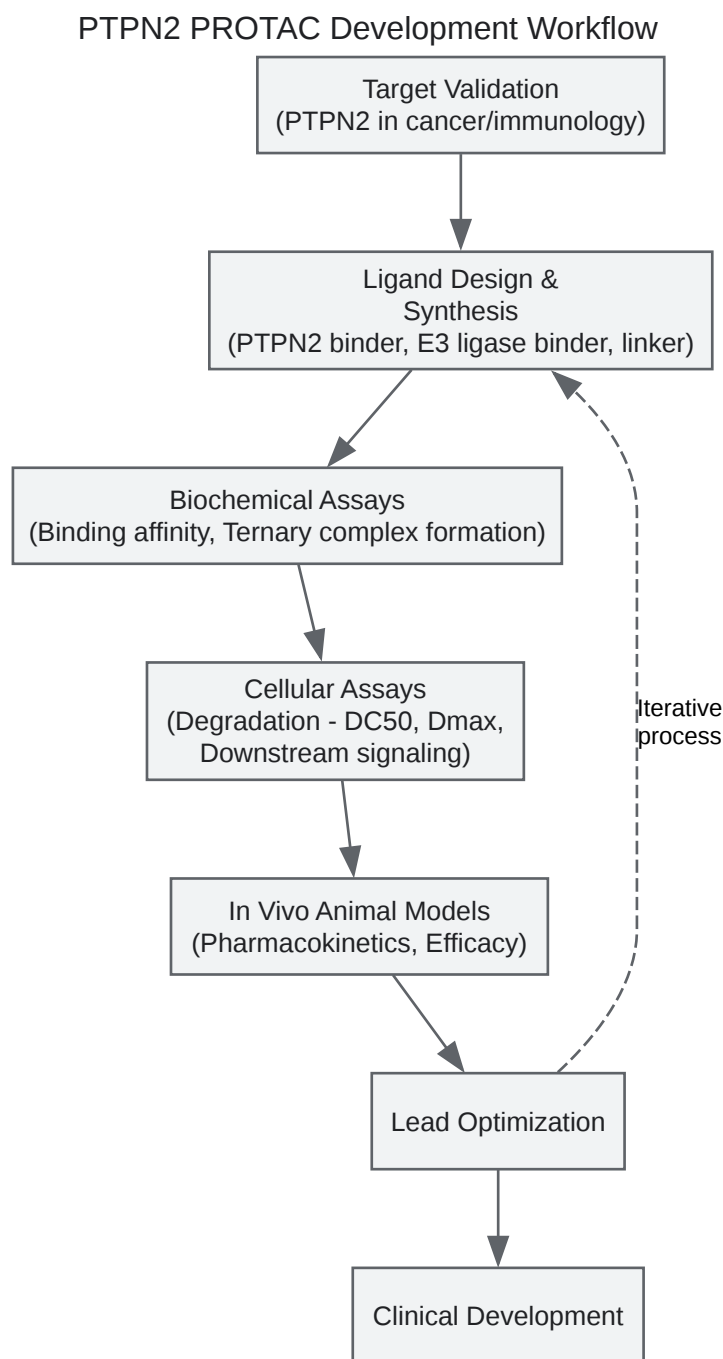 PTPN2 PROTAC Development Workflow
Target Validation
(PTPN2 in cancer/immunology)
Ligand Design &
Synthesis
(PTPN2 binder, E3 ligase binder, linker)
Biochemical Assays
(Binding affinity, Ternary complex formation)
Cellular Assays
(Degradation - DC50, Dmax,
Downstream signaling)
Iterative
process
In Vivo Animal Models
(Pharmacokinetics, Efficacy)
Lead Optimization
Clinical Development